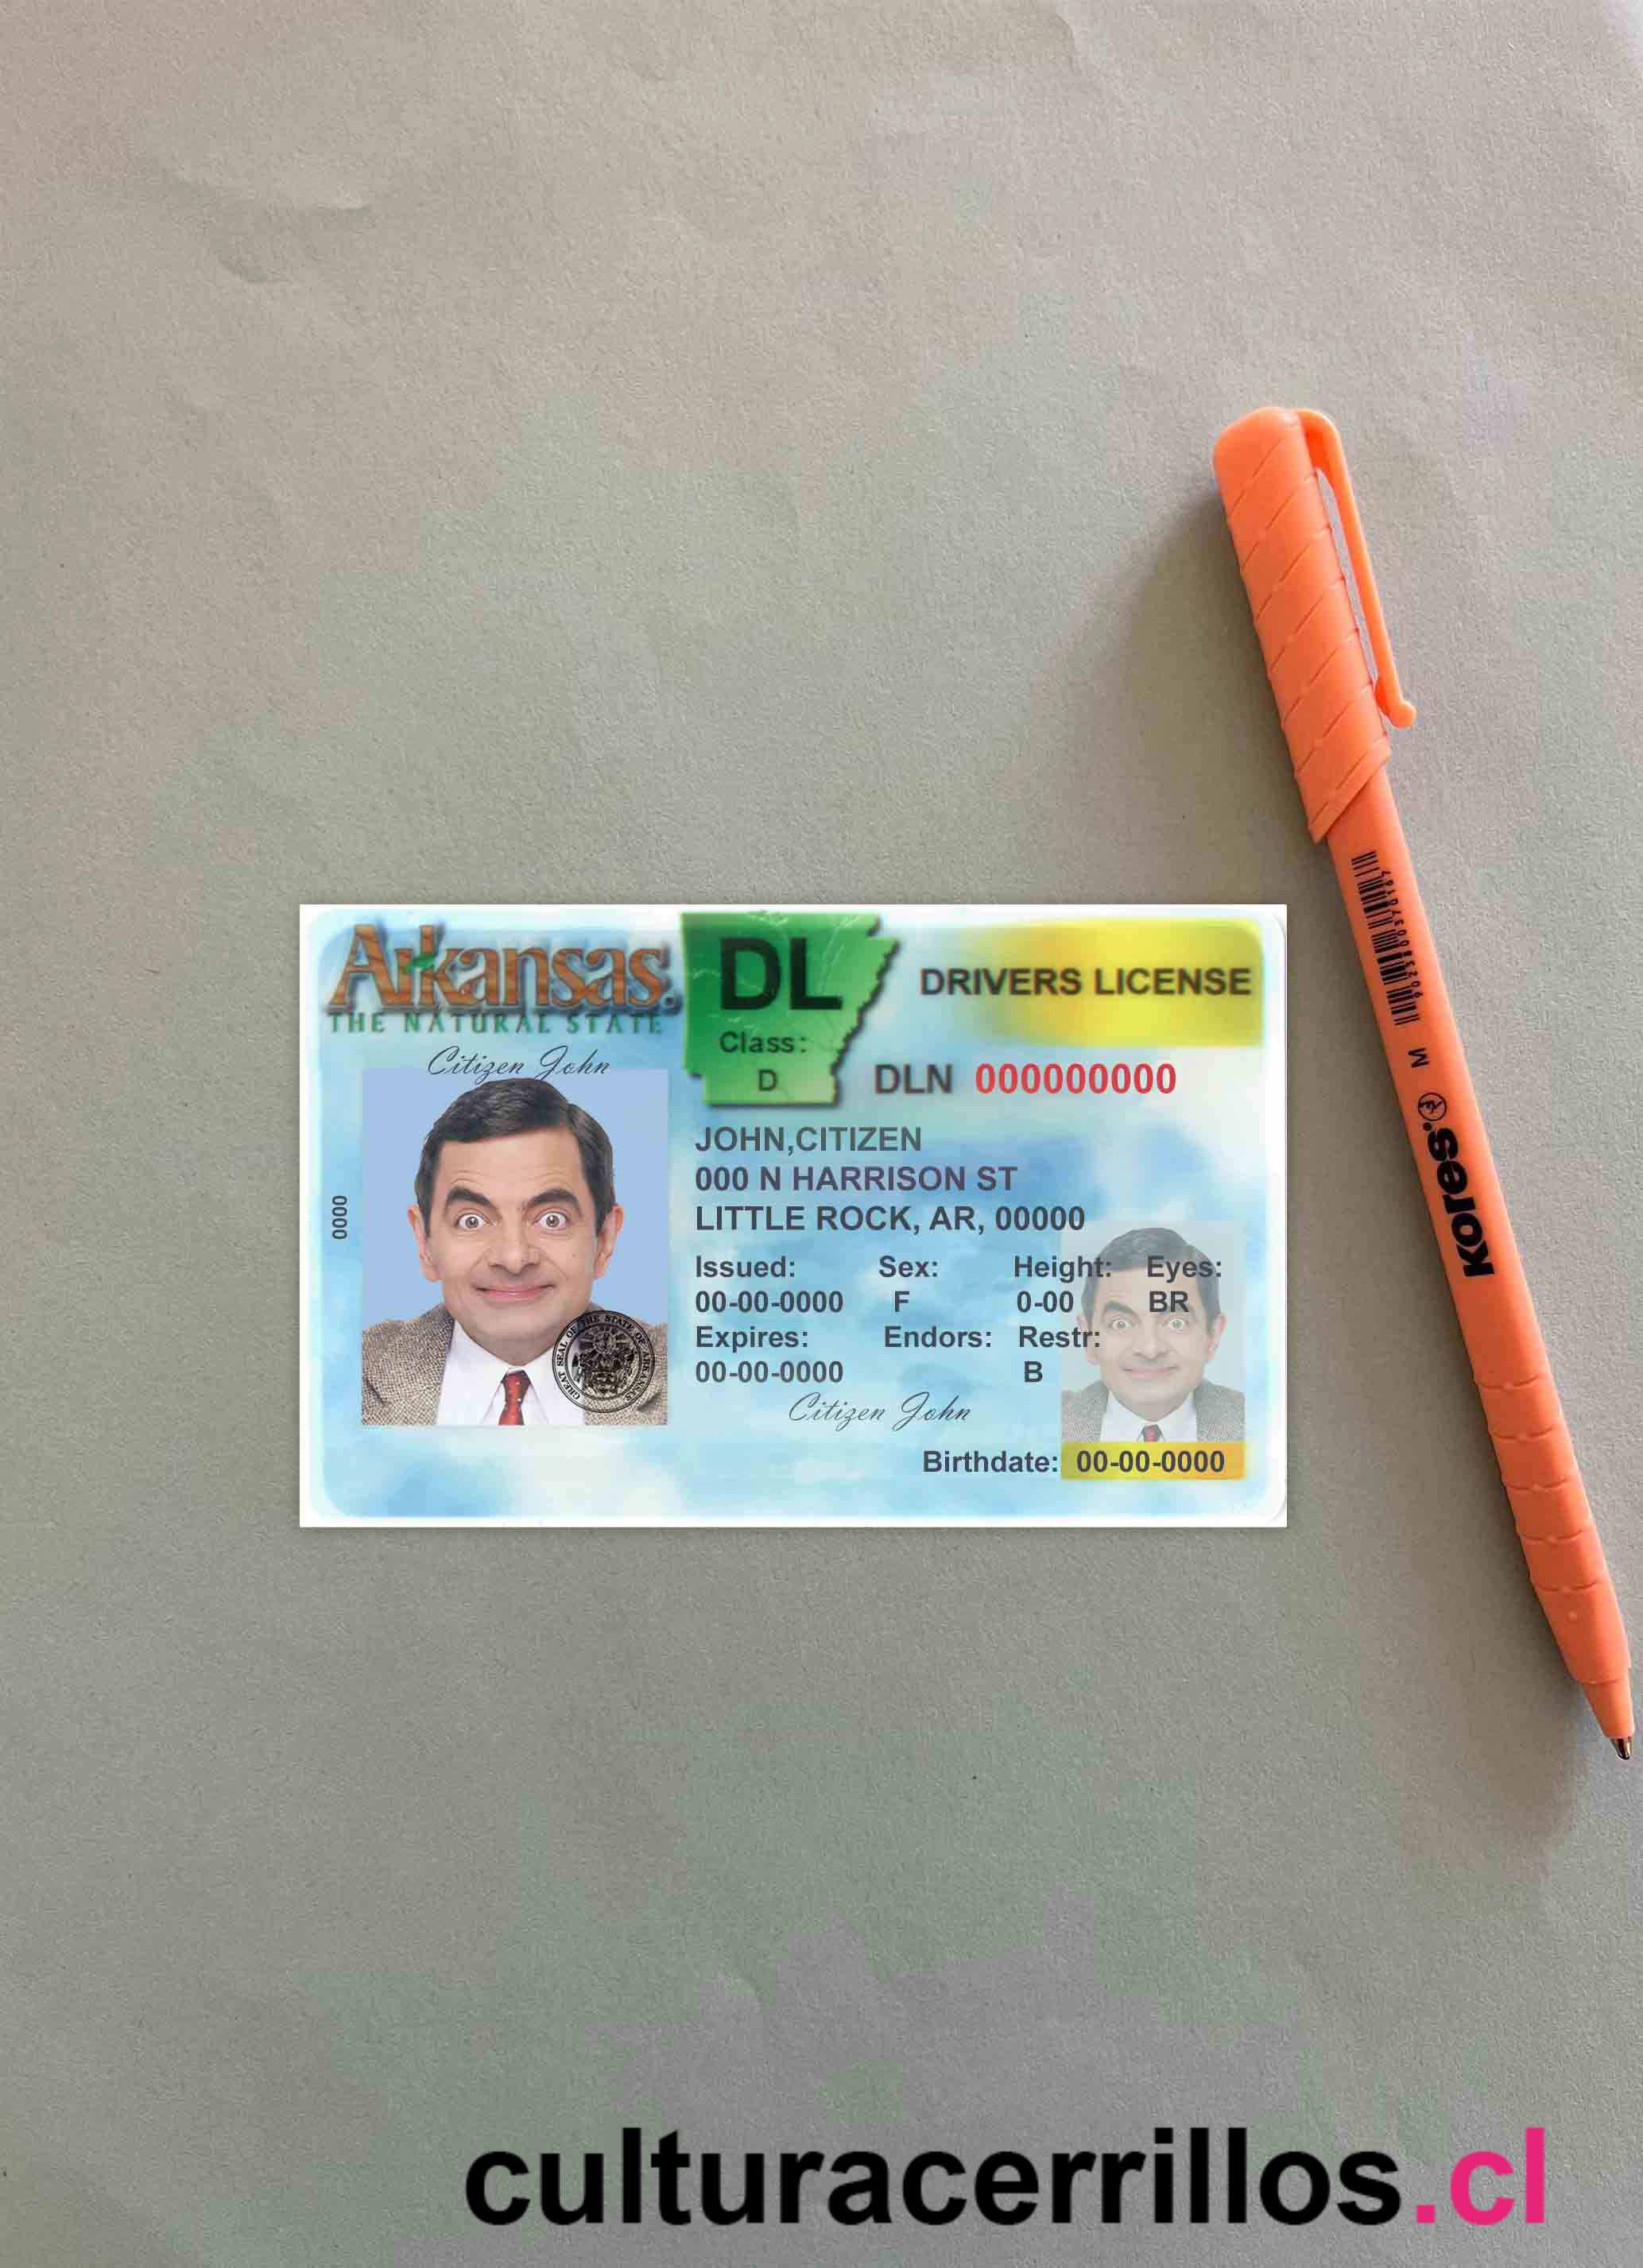 Arkansas
THE NATURAL STATE
DL
Class:
D
DRIVERS LICENSE
DLN 000000000
Citizen John
0000
JOHN,CITIZEN
000 N HARRISON ST
LITTLE ROCK, AR, 00000
Issued: Sex: Height: Eyes:
00-00-0000 F 0-00 BR
Expires: Endors: Restr:
00-00-0000 B
Citizen John
Birthdate: 00-00-0000
GREAT SEAL OF THE STATE OF ARKANSAS
Kores M
culturacerrillos.cl